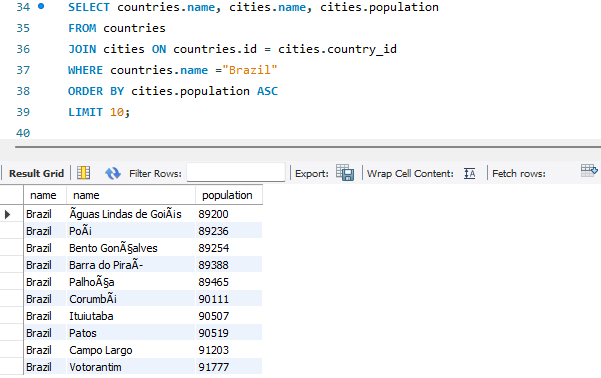 34 SELECT countries.name, cities.name, cities.population
35 FROM countries
36 JOIN cities ON countries.id = cities.country_id
37 WHERE countries.name ="Brazil"
38 ORDER BY cities.population ASC
39 LIMIT 10;
40
Result Grid Filter Rows: Export: Wrap Cell Content: IA Fetch rows:
name name population
Brazil Ãguas Lindas de GoiÃ¡s 89200
Brazil PoÃ¡ 89236
Brazil Bento GonÃ§alves 89254
Brazil Barra do PiraÃ- 89388
Brazil PalhoÃ§a 89465
Brazil CorumbÃ¡ 90111
Brazil Ituiutaba 90507
Brazil Patos 90519
Brazil Campo Largo 91203
Brazil Votorantim 91777